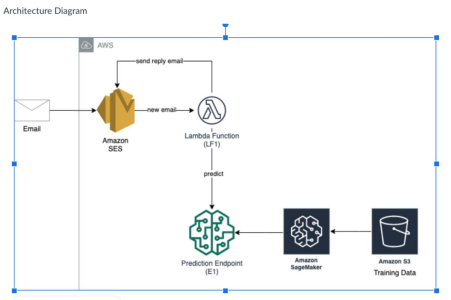 Architecture Diagram
AWS
send reply email
Email
Amazon
SES
new email
Lambda Function
(LF1)
predict
Prediction Endpoint
(E1)
Amazon
SageMaker
Amazon S3
Training Data